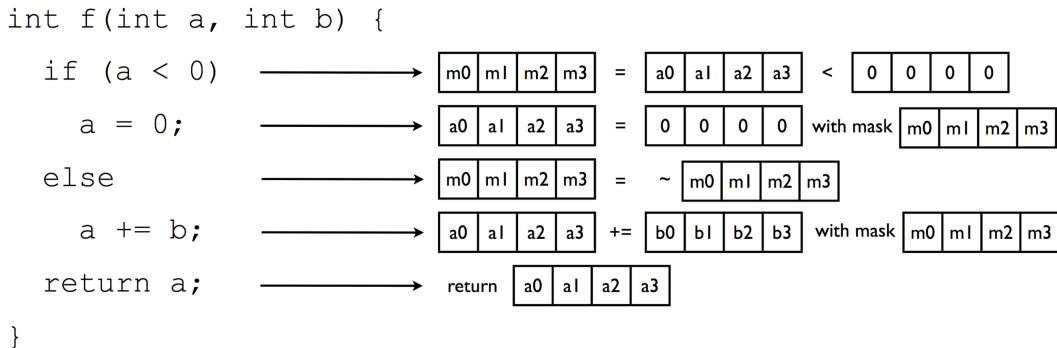 int f(int a, int b) {
if (a < 0) m0 m1 m2 m3 = a0 a1 a2 a3 < 0 0 0 0
a = 0; a0 a1 a2 a3 = 0 0 0 0 with mask m0 m1 m2 m3
else m0 m1 m2 m3 = ~ m0 m1 m2 m3
a += b; a0 a1 a2 a3 += b0 b1 b2 b3 with mask m0 m1 m2 m3
return a; return a0 a1 a2 a3
}